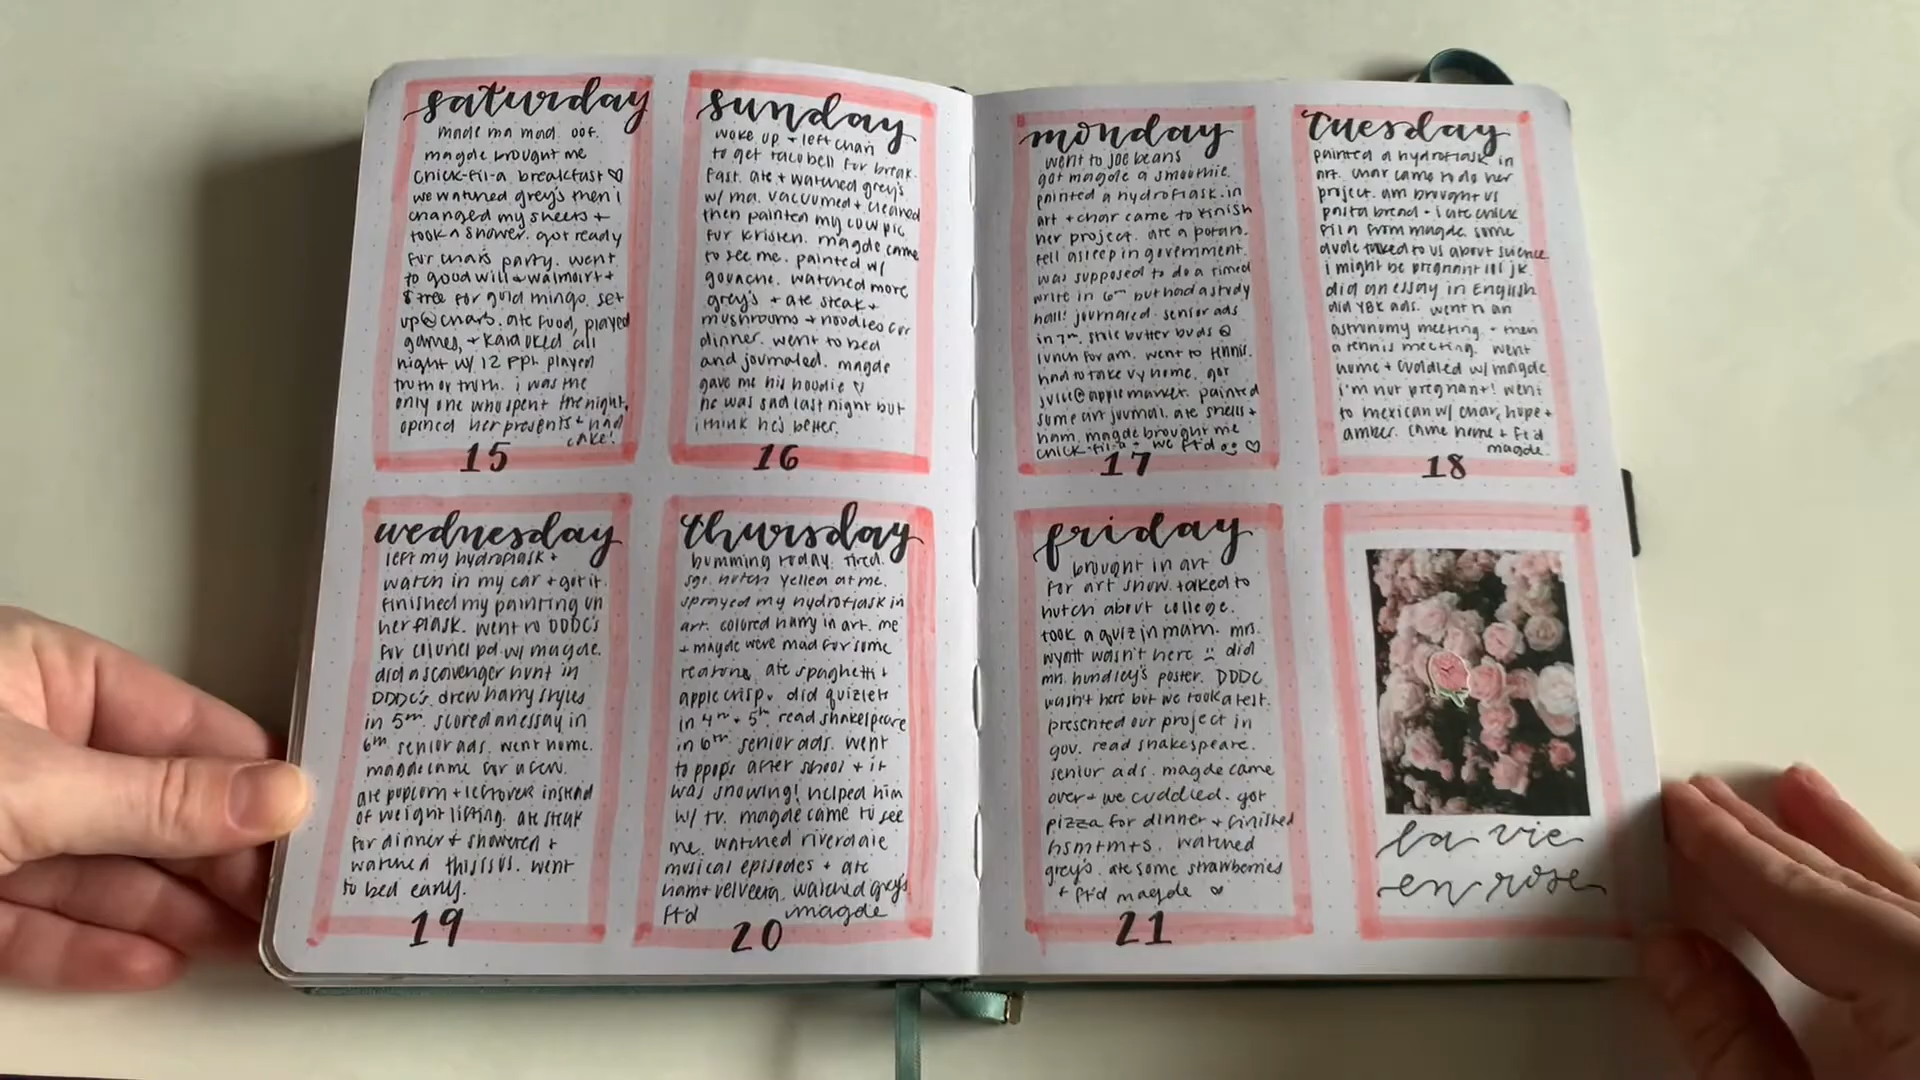 saturday
made ma mad. oof.
magde brought me
chick-fil-a breakfast ♡
we watched grey's then i
changed my sheets +
took a shower. got ready
for char's party. went
to good will + walmart +
$ tree for gold mingo. set
up @ char's. ate food, played
games, + karaoked all
night w/ 12 ppl. played
truth or truth. i was the
only one who spent the night.
opened her presents + had
cake!
15
sunday
woke up + left char's
to get taco bell for break-
fast. ate + watched grey's
w/ ma. vacuumed + cleaned
then painted my cow pic
for kristen. magde came
to see me. painted w/
gouache. watched more
grey's + ate steak +
mushrooms + noodles for
dinner. went to bed
and journaled. magde
gave me his hoodie ♡
he was sad last night but
i think he's better.
16
monday
went to joe beans
got magde a smoothie.
painted a hydroflask in
art + char came to finish
her project. ate a potato.
fell asleep in government.
was supposed to do a timed
write in 6th but had a study
hall! journaled. senior ads
in 7th. stole butter buds @
lunch for am. went to tennis.
had to take vy home. got
juice @ apple market. painted
some art journal. ate shells +
ham. magde brought me
chick-fil-a + we ftd ♡
17
tuesday
painted a hydroflask in
art. char came to do her
project. am brought us
pasta bread + i ate chick
fil a from magde. some
dude talked to us about science
i might be pregnant lol jk.
did an essay in English
did YBK ads. went to an
astronomy meeting + then
a tennis meeting. went
home + cuddled w/ magde
i'm not pregnant! went
to mexican w/ char, hope +
amber. came home + ftd
magde.
18
wednesday
left my hydroflask +
watch in my car + got it.
finished my painting on
her flask. went to DDDC's
for colonel pd. w/ magde.
did a scavenger hunt in
DDDC's. drew harry styles
in 5th. scored an essay in
6th. senior ads. went home.
magde came for a few.
ate popcorn + leftovers instead
of weight lifting. ate steak
for dinner + showered +
watched this is us. went
to bed early.
19
thursday
bumming today. tired.
sgt. hutch yelled at me.
sprayed my hydroflask in
art. colored harry in art. me
+ magde were mad for some
reason. ate spaghetti +
apple crisp. did quizlets
in 4th + 5th. read shakespeare
in 6th. senior ads. went
to ppop's after school + it
was snowing! helped him
w/ tv. magde came to see
me. watched riverdale
musical episodes + ate
ham + velveeta. watched grey's
ftd magde
20
friday
brought in art
for art show. talked to
hutch about college.
took a quiz in math. mrs.
wyatt wasn't here :( did
mr. hundley's poster. DDDC
wasn't here but we took a test.
presented our project in
gov. read shakespeare.
senior ads. magde came
over + we cuddled. got
pizza for dinner + finished
hsmtmts. watched
grey's. ate some strawberries
+ ftd magde ♡
21
la vie
en rose